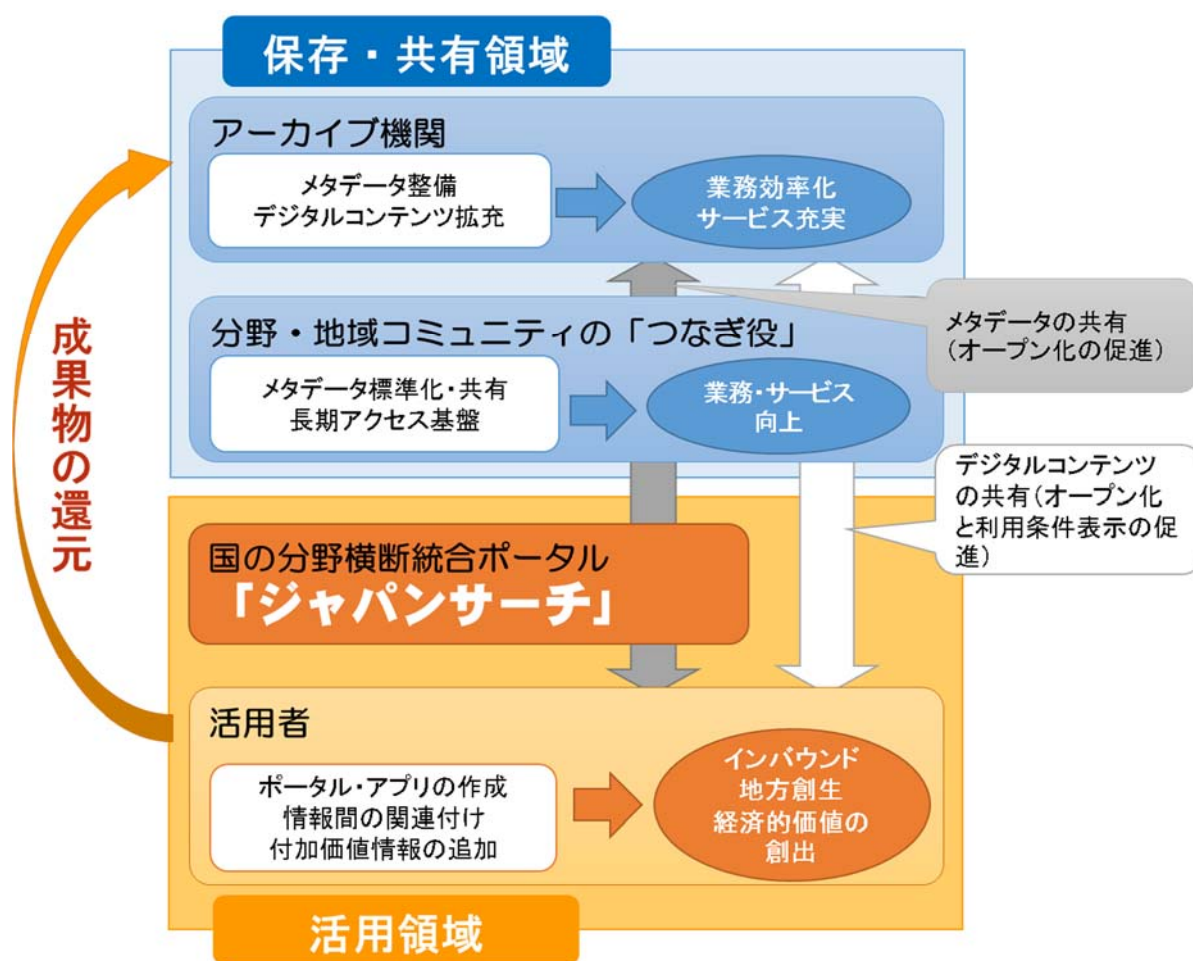 保存・共有領域
アーカイブ機関
メタデータ整備
デジタルコンテンツ拡充
業務効率化
サービス充実
分野・地域コミュニティの「つなぎ役」
メタデータ標準化・共有
長期アクセス基盤
業務・サービス
向上
メタデータの共有
(オープン化の促進)
デジタルコンテンツ
の共有(オープン化
と利用条件表示の促
進)
成果物の還元
国の分野横断統合ポータル
「ジャパンサーチ」
活用者
ポータル・アプリの作成
情報間の関連付け
付加価値情報の追加
インバウンド
地方創生
経済的価値の
創出
活用領域